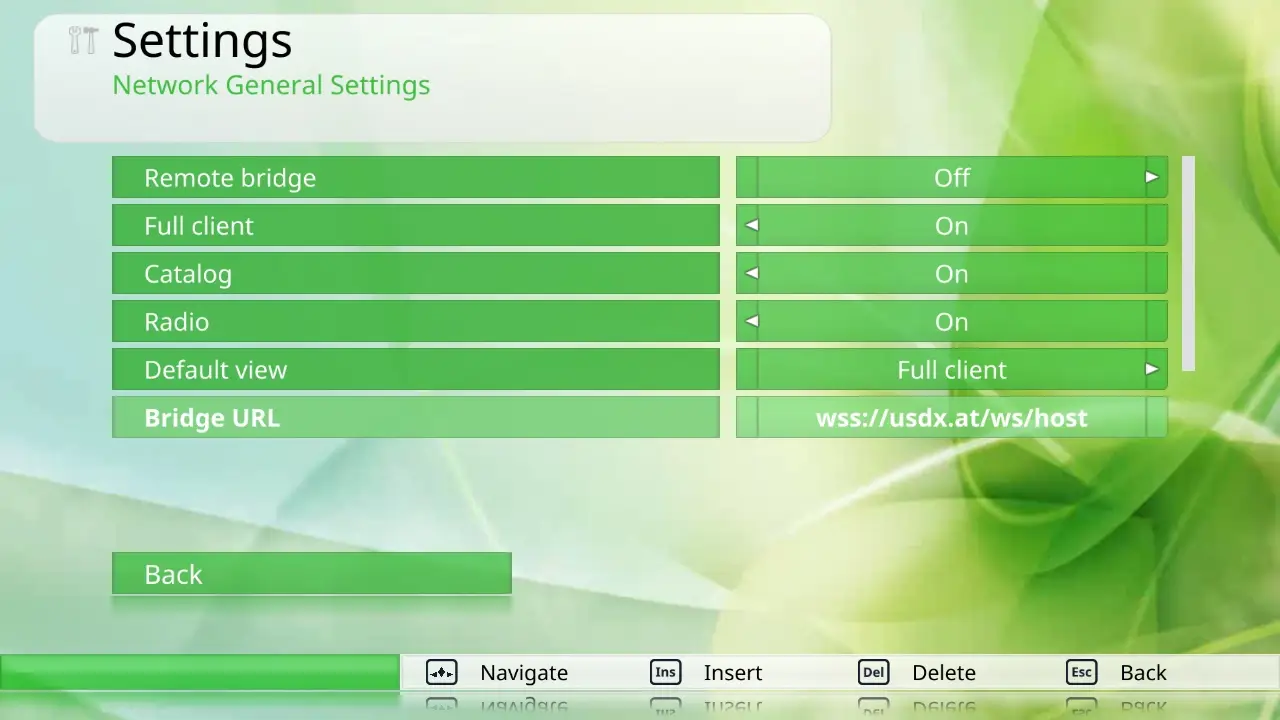 Settings
Network General Settings
Remote bridge Off
Full client On
Catalog On
Radio On
Default view Full client
Bridge URL wss://usdx.at/ws/host
Back
Navigate Ins Insert Del Delete Esc Back